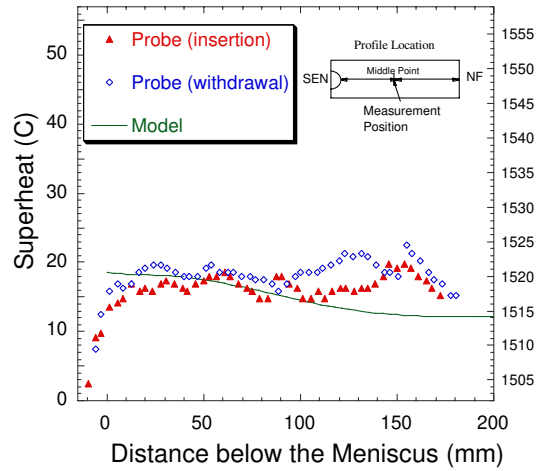 Probe (insertion)
Probe (withdrawal)
Model
Profile Location
SEN
Middle Point
NF
Measurement
Position
Superheat (C)
50
40
30
20
10
0
1555
1550
1545
1540
1535
1530
1525
1520
1515
1510
1505
0
50
100
150
200
Distance below the Meniscus (mm)